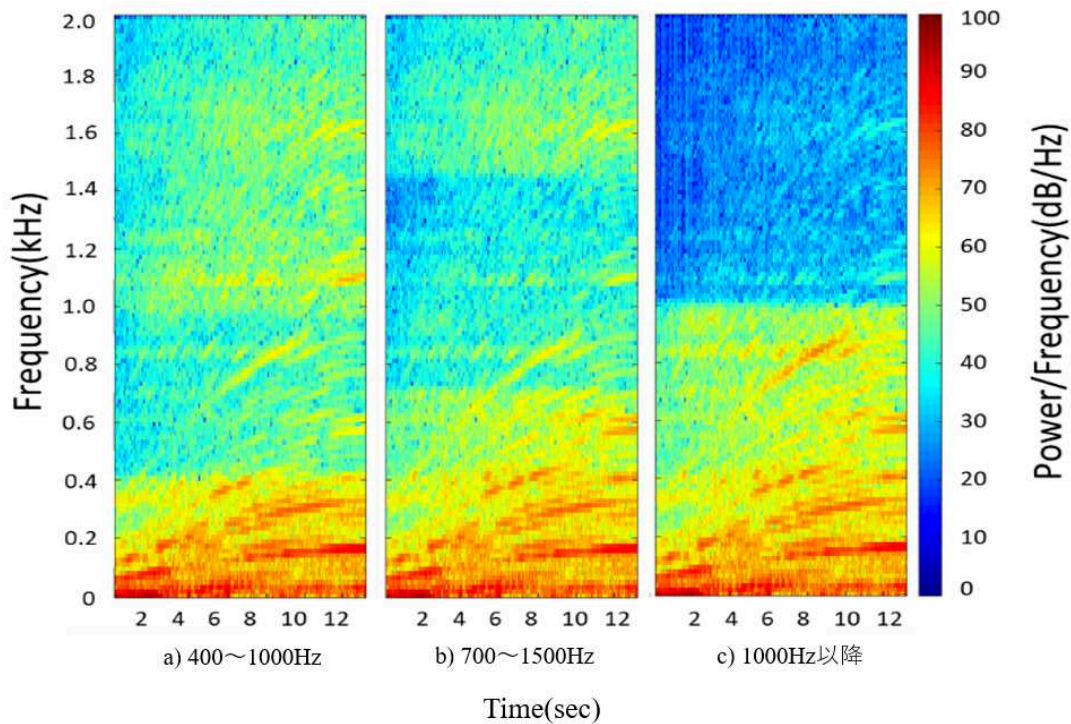 Frequency(kHz)
2.0
1.8
1.6
1.4
1.2
1.0
0.8
0.6
0.4
0.2
0
2 4 6 8 10 12
2 4 6 8 10 12
2 4 6 8 10 12
a) 400～1000Hz
b) 700～1500Hz
c) 1000Hz以降
Time(sec)
100
90
80
70
60
50
40
30
20
10
0
Power/Frequency(dB/Hz)